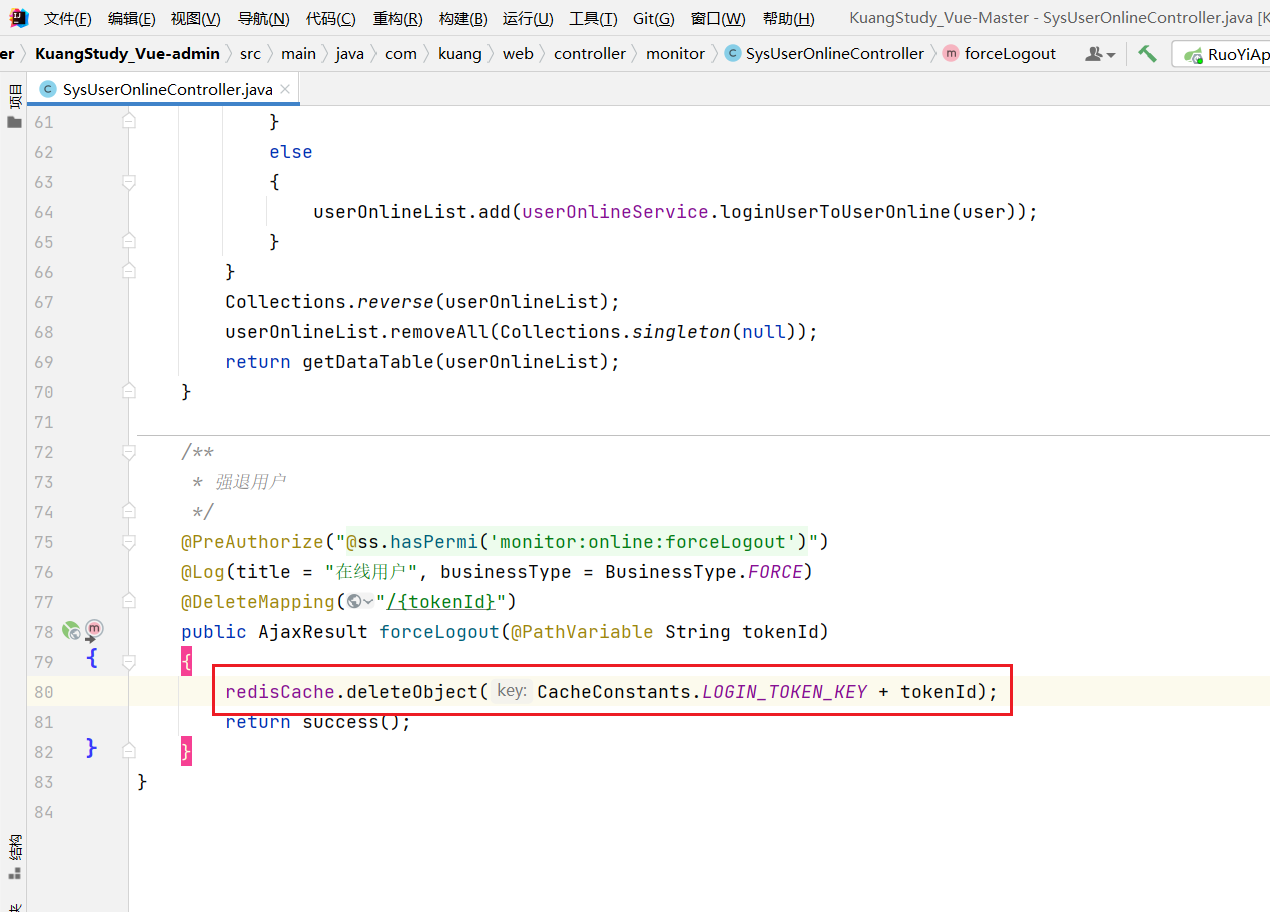 文件(F) 编辑(E) 视图(V) 导航(N) 代码(C) 重构(R) 构建(B) 运行(U) 工具(T) Git(G) 窗口(W) 帮助(H) KuangStudy_Vue-Master - SysUserOnlineController.java [K
er KuangStudy_Vue-admin src main java com kuang web controller monitor SysUserOnlineController forceLogout RuoYiAp
项目
SysUserOnlineController.java
61 }
62 else
63 {
64 userOnlineList.add(userOnlineService.loginUserToUserOnline(user));
65 }
66 }
67 Collections.reverse(userOnlineList);
68 userOnlineList.removeAll(Collections.singleton(null));
69 return getDataTable(userOnlineList);
70 }
71
72 /**
73 * 强退用户
74 */
75 @PreAuthorize("@ss.hasPermi('monitor:online:forceLogout')")
76 @Log(title = "在线用户", businessType = BusinessType.FORCE)
77 @DeleteMapping("/{tokenId}")
78 public AjaxResult forceLogout(@PathVariable String tokenId)
79 { {
80 redisCache.deleteObject( key: CacheConstants.LOGIN_TOKEN_KEY + tokenId);
81 return success();
82 } }
83 }
84
结构